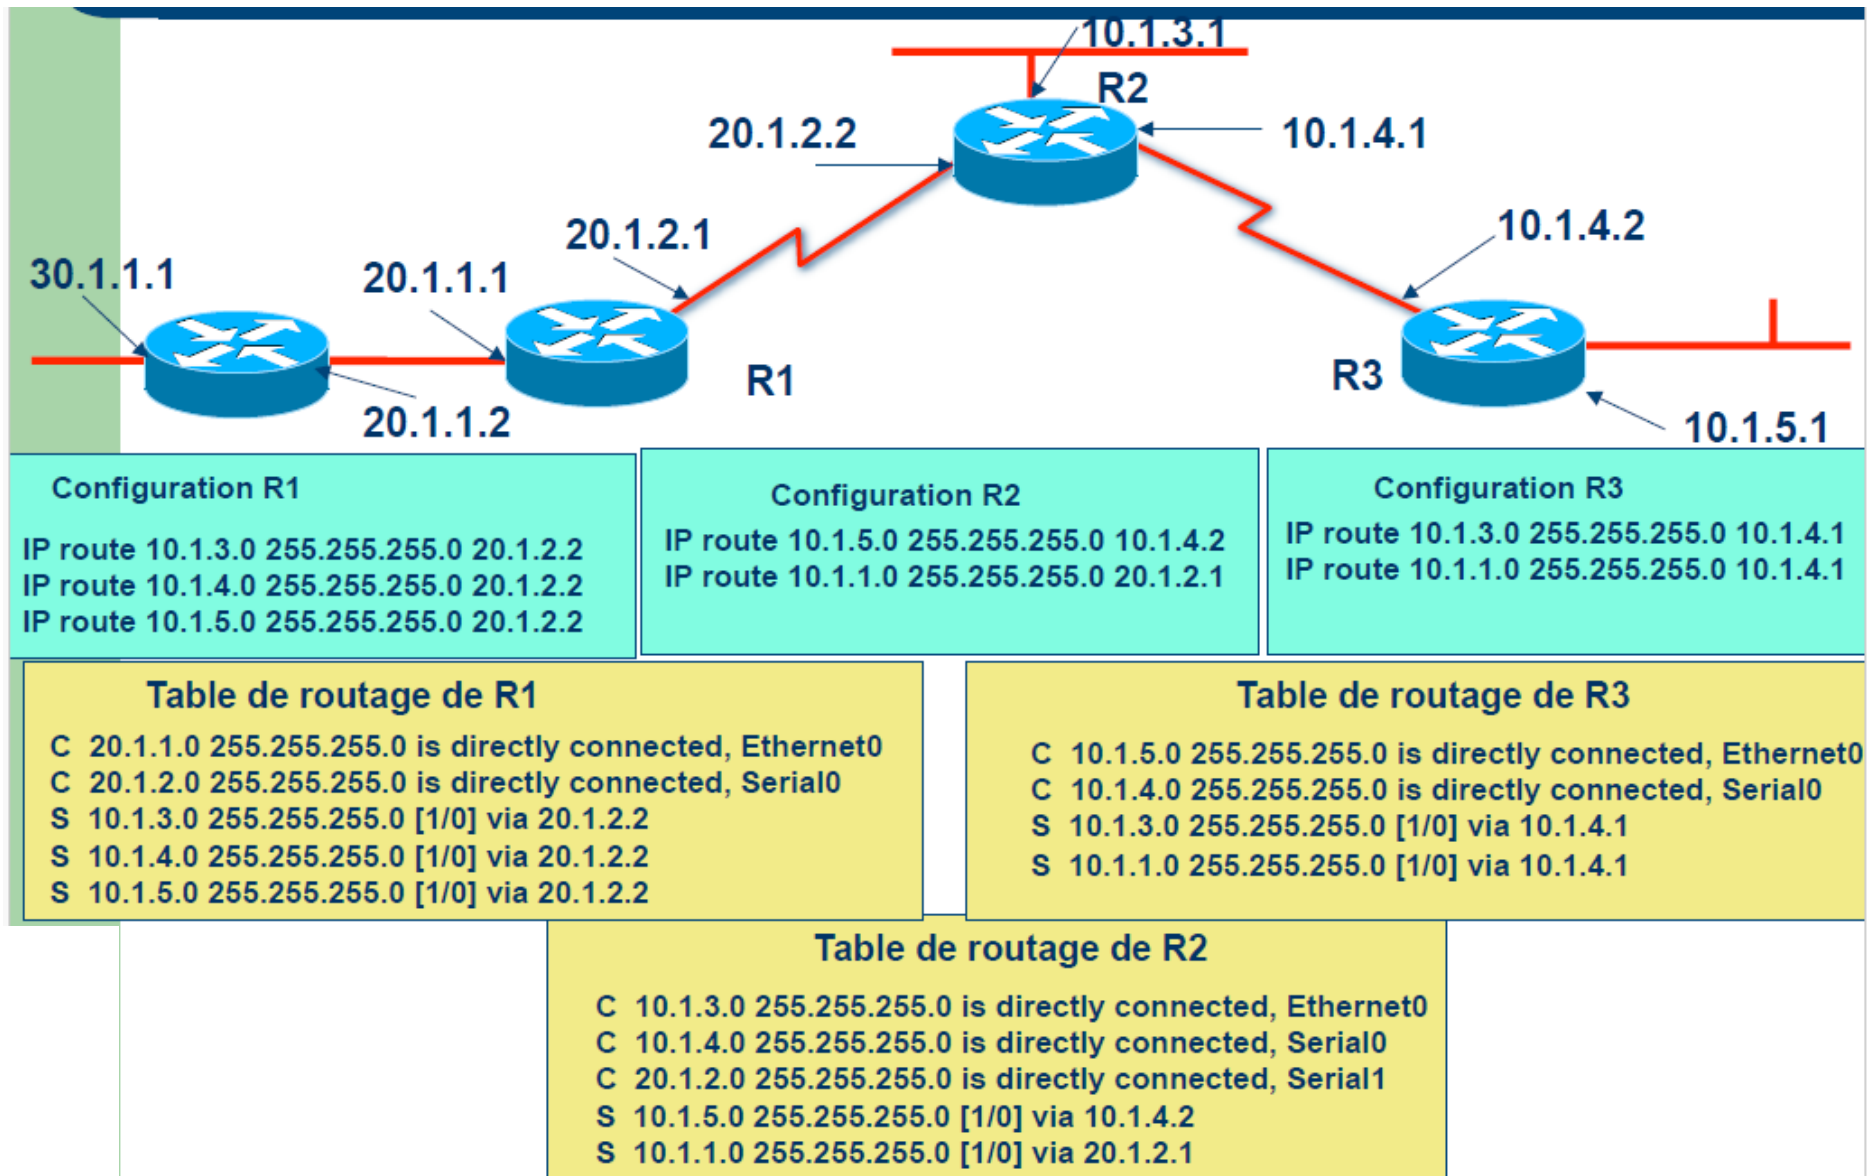 10.1.3.1
R2
20.1.2.2
10.1.4.1
20.1.2.1
10.1.4.2
30.1.1.1
20.1.1.1
R1
R3
20.1.1.2
10.1.5.1
Configuration R1
IP route 10.1.3.0 255.255.255.0 20.1.2.2
IP route 10.1.4.0 255.255.255.0 20.1.2.2
IP route 10.1.5.0 255.255.255.0 20.1.2.2
Configuration R2
IP route 10.1.5.0 255.255.255.0 10.1.4.2
IP route 10.1.1.0 255.255.255.0 20.1.2.1
Configuration R3
IP route 10.1.3.0 255.255.255.0 10.1.4.1
IP route 10.1.1.0 255.255.255.0 10.1.4.1
Table de routage de R1
C 20.1.1.0 255.255.255.0 is directly connected, Ethernet0
C 20.1.2.0 255.255.255.0 is directly connected, Serial0
S 10.1.3.0 255.255.255.0 [1/0] via 20.1.2.2
S 10.1.4.0 255.255.255.0 [1/0] via 20.1.2.2
S 10.1.5.0 255.255.255.0 [1/0] via 20.1.2.2
Table de routage de R3
C 10.1.5.0 255.255.255.0 is directly connected, Ethernet0
C 10.1.4.0 255.255.255.0 is directly connected, Serial0
S 10.1.3.0 255.255.255.0 [1/0] via 10.1.4.1
S 10.1.1.0 255.255.255.0 [1/0] via 10.1.4.1
Table de routage de R2
C 10.1.3.0 255.255.255.0 is directly connected, Ethernet0
C 10.1.4.0 255.255.255.0 is directly connected, Serial0
C 20.1.2.0 255.255.255.0 is directly connected, Serial1
S 10.1.5.0 255.255.255.0 [1/0] via 10.1.4.2
S 10.1.1.0 255.255.255.0 [1/0] via 20.1.2.1